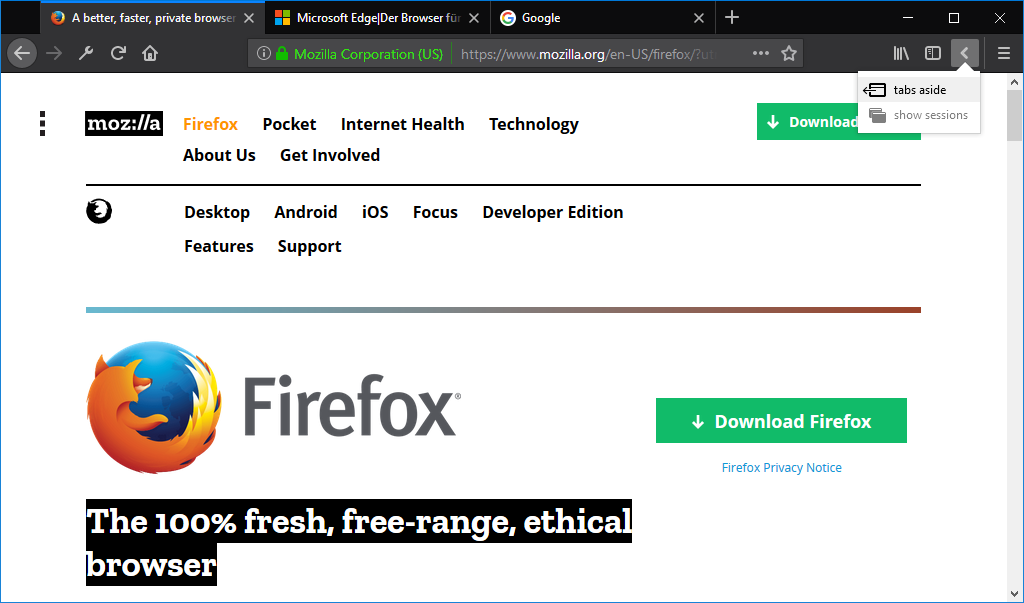 A better, faster, private browser
Microsoft Edge|Der Browser für
Google
Mozilla Corporation (US)
https://www.mozilla.org/en-US/firefox/?ut
tabs aside
show sessions
moz://a
Firefox Pocket Internet Health Technology
Download
About Us Get Involved
Desktop Android iOS Focus Developer Edition
Features Support
Firefox®
Download Firefox
Firefox Privacy Notice
The 100% fresh, free-range, ethical
browser